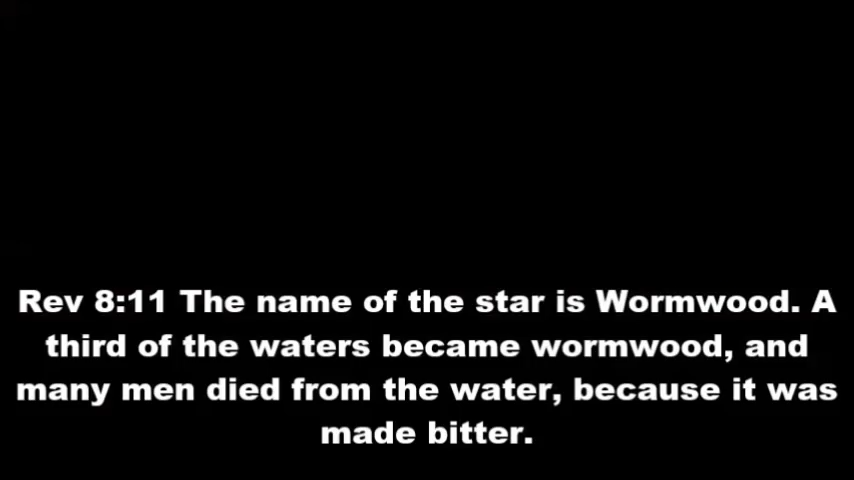 Rev 8:11 The name of the star is Wormwood. A
third of the waters became wormwood, and
many men died from the water, because it was
made bitter.